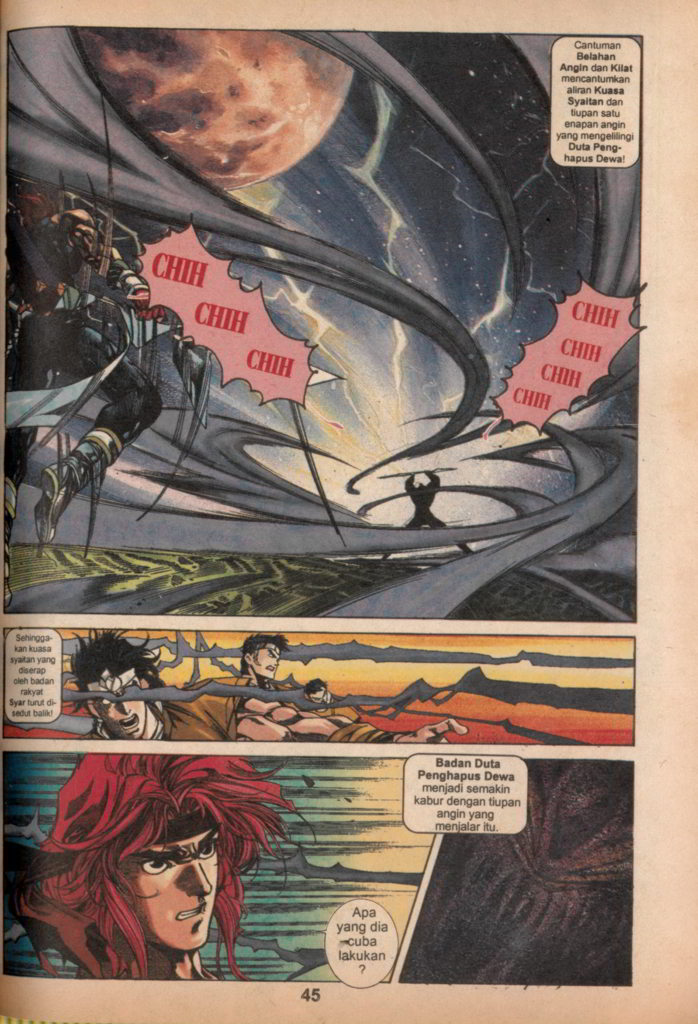 Cantuman
Belahan
Angin dan Kilat
mencantumkan
aliran Kuasa
Syaitan dan
tiupan satu
enapan angin
yang mengelilingi
Duta Peng-
hapus Dewa!
CHIH
CHIH
CHIH
CHIH
CHIH
CHIH
CHIH
Sehingga-
kan kuasa
syaitan yang
diserap
oleh badan
rakyat
Syar turut di-
sedut balik!
Badan Duta
Penghapus Dewa
menjadi semakin
kabur dengan tiupan
angin yang
menjalar itu.
Apa
yang dia
cuba
lakukan
?
45